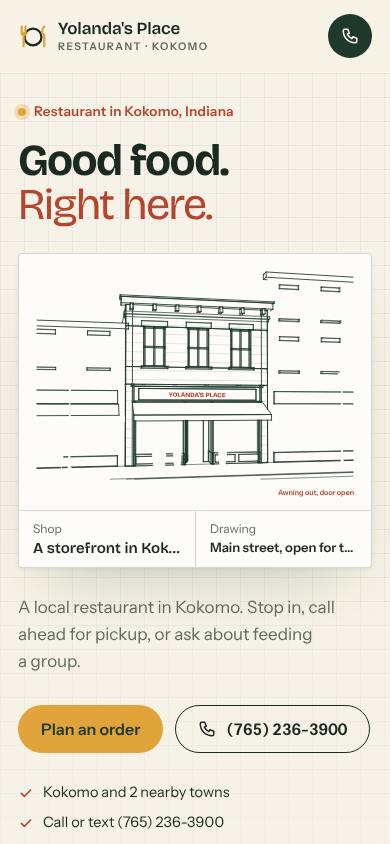 Yolanda's Place
RESTAURANT · KOKOMO
Restaurant in Kokomo, Indiana
Good food.
Right here.
YOLANDA'S PLACE
Awning out, door open
Shop
A storefront in Kok...
Drawing
Main street, open for t...
A local restaurant in Kokomo. Stop in, call
ahead for pickup, or ask about feeding
a group.
Plan an order
(765) 236-3900
Kokomo and 2 nearby towns
Call or text (765) 236-3900